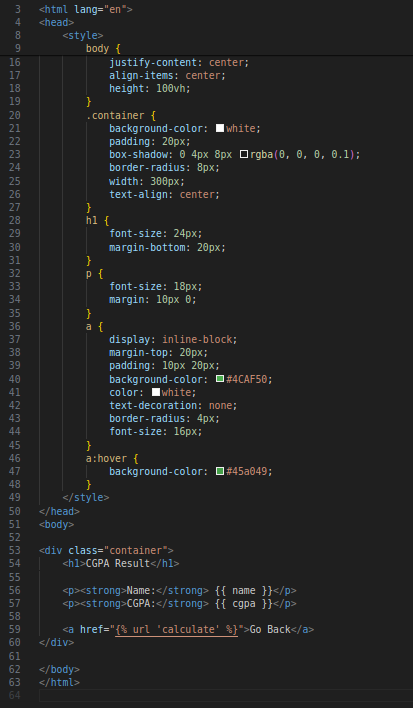 3 <html lang="en">
4 <head>
8 <style>
9 body {
16 justify-content: center;
17 align-items: center;
18 height: 100vh;
19 }
20 .container {
21 background-color: white;
22 padding: 20px;
23 box-shadow: 0 4px 8px rgba(0, 0, 0, 0.1);
24 border-radius: 8px;
25 width: 300px;
26 text-align: center;
27 }
28 h1 {
29 font-size: 24px;
30 margin-bottom: 20px;
31 }
32 p {
33 font-size: 18px;
34 margin: 10px 0;
35 }
36 a {
37 display: inline-block;
38 margin-top: 20px;
39 padding: 10px 20px;
40 background-color: #4CAF50;
41 color: white;
42 text-decoration: none;
43 border-radius: 4px;
44 font-size: 16px;
45 }
46 a:hover {
47 background-color: #45a049;
48 }
49 </style>
50 </head>
51 <body>
52
53 <div class="container">
54 <h1>CGPA Result</h1>
55
56 <p><strong>Name:</strong> {{ name }}</p>
57 <p><strong>CGPA:</strong> {{ cgpa }}</p>
58
59 <a href="{% url 'calculate' %}">Go Back</a>
60 </div>
61
62 </body>
63 </html>
64